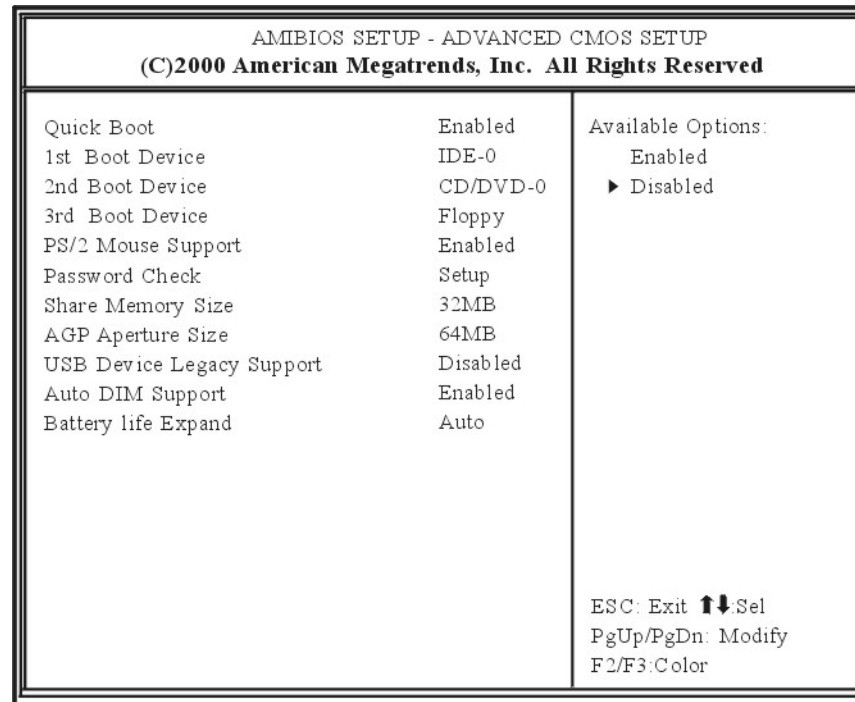 AMIBIOS SETUP - ADVANCED CMOS SETUP
(C)2000 American Megatrends, Inc. All Rights Reserved
Quick Boot Enabled
1st Boot Device IDE-0
2nd Boot Device CD/DVD-0
3rd Boot Device Floppy
PS/2 Mouse Support Enabled
Password Check Setup
Share Memory Size 32MB
AGP Aperture Size 64MB
USB Device Legacy Support Disabled
Auto DIM Support Enabled
Battery life Expand Auto
Available Options:
Enabled
▶ Disabled
ESC: Exit ⬆⬇:Sel
PgUp/PgDn: Modify
F2/F3:Color